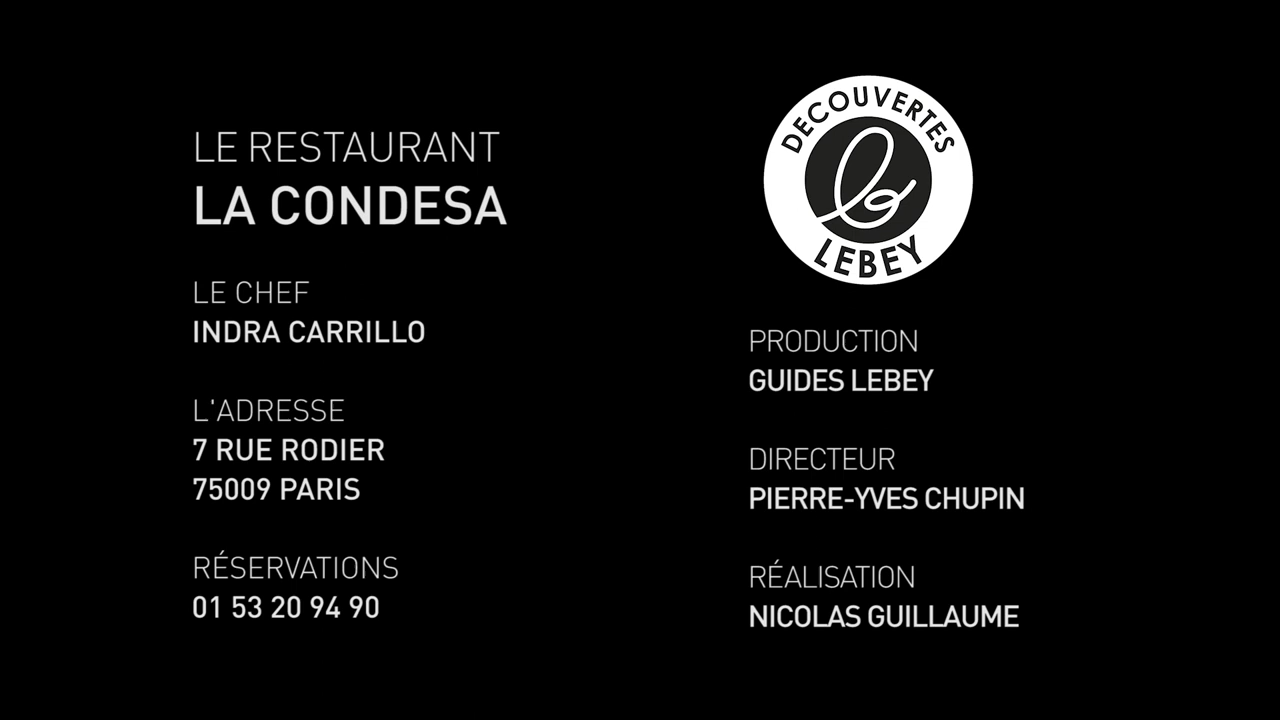 LE RESTAURANT
LA CONDESA
LE CHEF
INDRA CARRILLO
L'ADRESSE
7 RUE RODIER
75009 PARIS
RÉSERVATIONS
01 53 20 94 90
DECOUVERTES
LEBEY
PRODUCTION
GUIDES LEBEY
DIRECTEUR
PIERRE-YVES CHUPIN
RÉALISATION
NICOLAS GUILLAUME